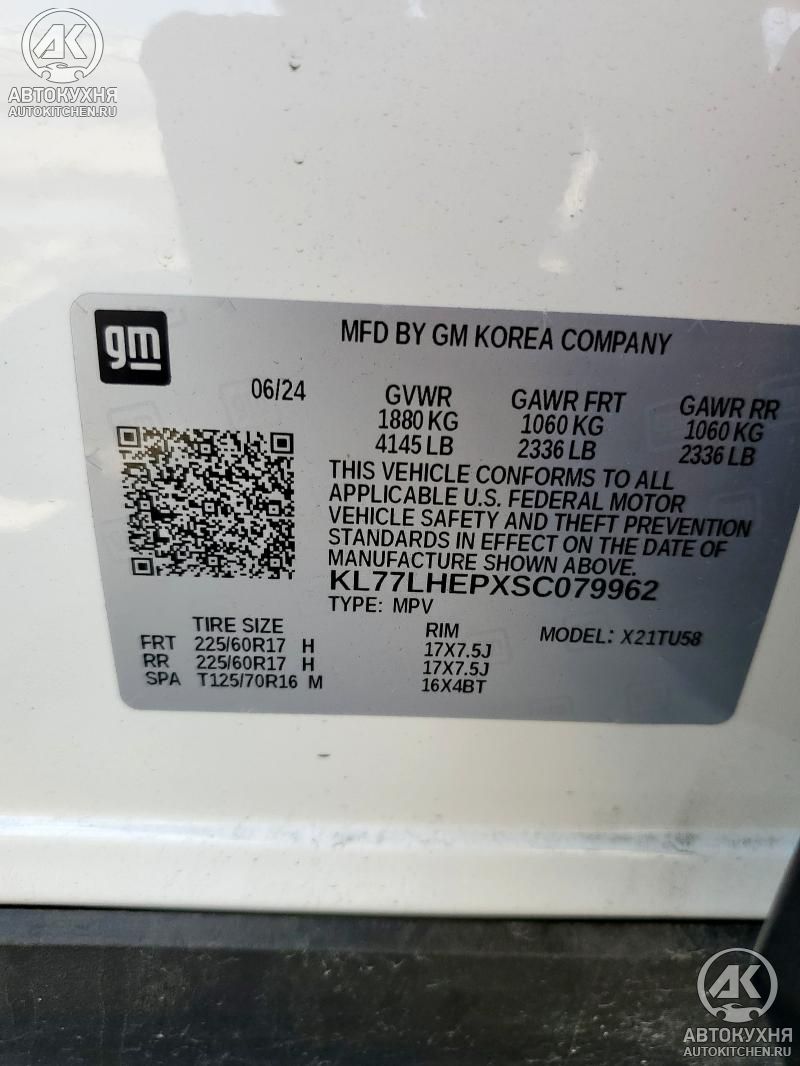 АК
АВТОКУХНЯ
AUTOKITCHEN.RU
gm
MFD BY GM KOREA COMPANY
06/24
GVWR
1880 KG
4145 LB
GAWR FRT
1060 KG
2336 LB
GAWR RR
1060 KG
2336 LB
THIS VEHICLE CONFORMS TO ALL
APPLICABLE U.S. FEDERAL MOTOR
VEHICLE SAFETY AND THEFT PREVENTION
STANDARDS IN EFFECT ON THE DATE OF
MANUFACTURE SHOWN ABOVE.
KL77LHEPXSC079962
TYPE: MPV
TIRE SIZE
FRT 225/60R17 H
RR 225/60R17 H
SPA T125/70R16 M
RIM
17X7.5J
17X7.5J
16X4BT
MODEL: X21TU58
АК
АВТОКУХНЯ
AUTOKITCHEN.RU